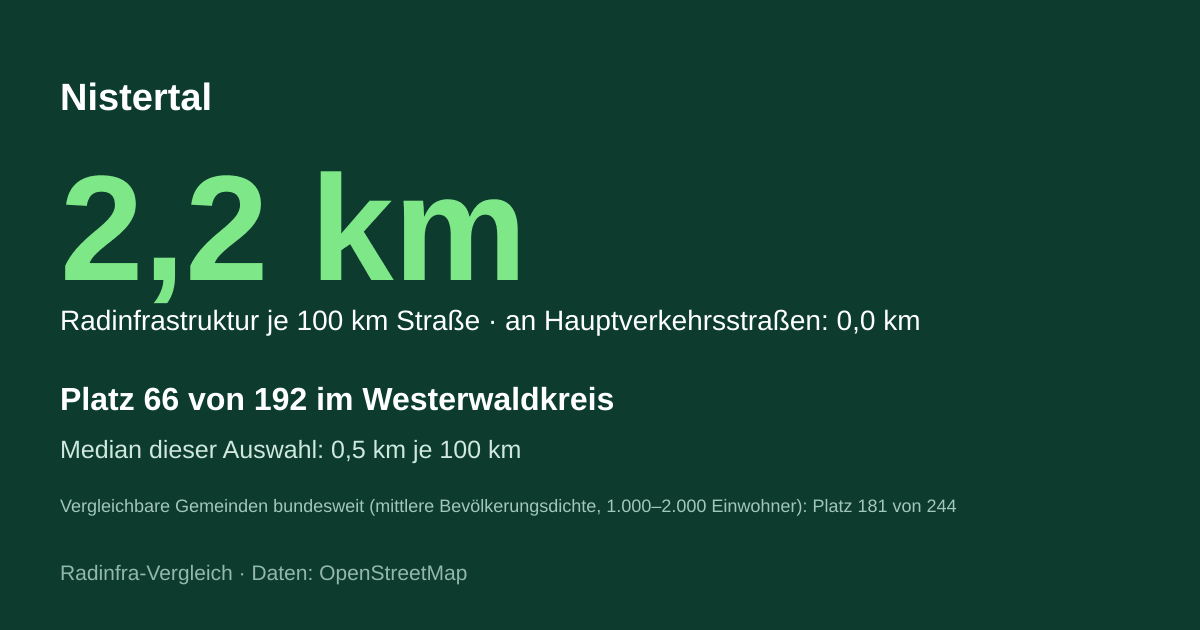 Nistertal
2,2 km
Radinfrastruktur je 100 km Straße · an Hauptverkehrsstraßen: 0,0 km
Platz 66 von 192 im Westerwaldkreis
Median dieser Auswahl: 0,5 km je 100 km
Vergleichbare Gemeinden bundesweit (mittlere Bevölkerungsdichte, 1.000–2.000 Einwohner): Platz 181 von 244
Radinfra-Vergleich · Daten: OpenStreetMap